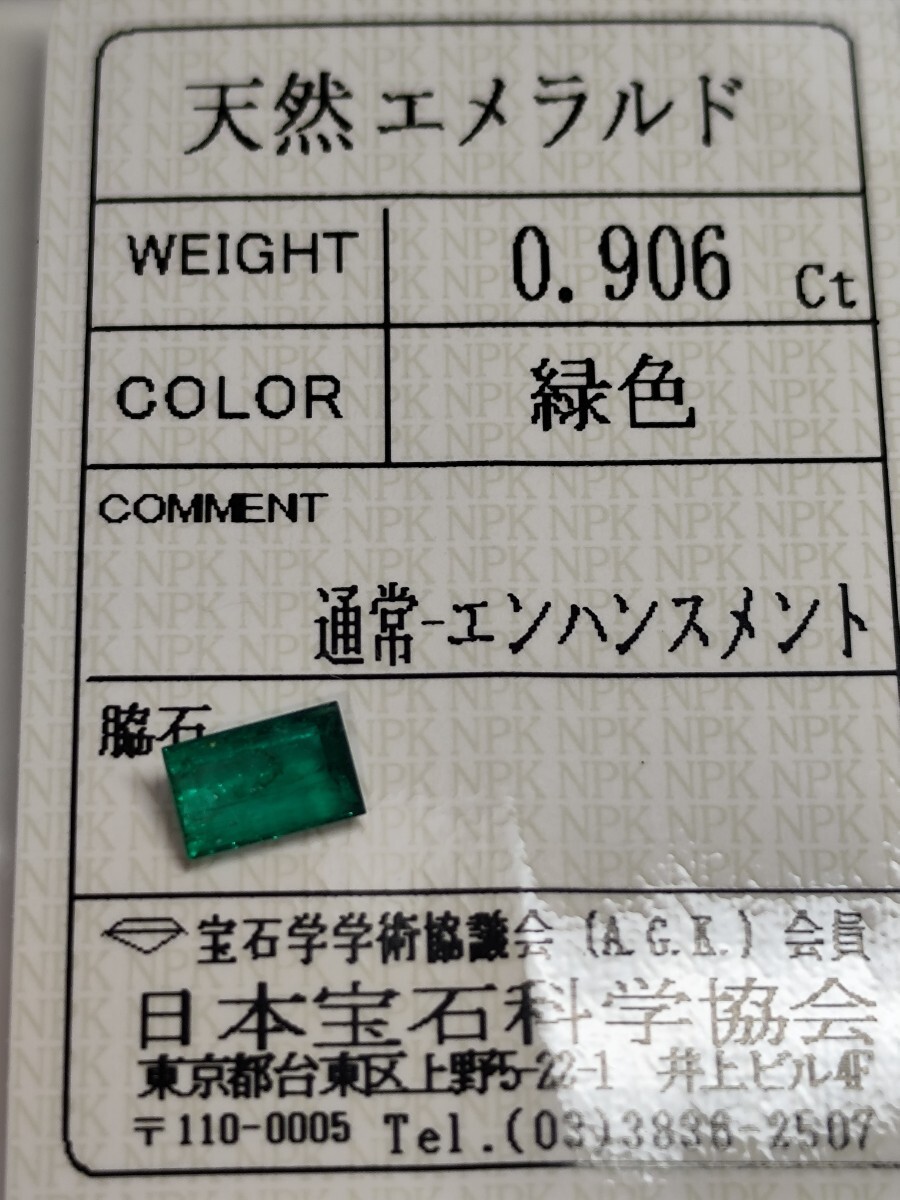 天然エメラルド
WEIGHT 0.906 Ct
COLOR 緑色
COMMENT
通常-エンハンスメント
脇石
宝石学学術協議会 (A.G.K.) 会員
日本宝石科学協会
東京都台東区上野5-22-1 井上ビル4F
〒110-0005 Tel.(03)3836-2507